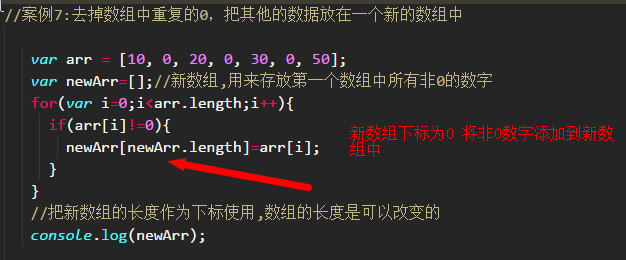 //案例7:去掉数组中重复的0，把其他的数据放在一个新的数组中
var arr = [10, 0, 20, 0, 30, 0, 50];
var newArr=[];//新数组,用来存放第一个数组中所有非0的数字
for(var i=0;i<arr.length;i++){
if(arr[i]!=0){
newArr[newArr.length]=arr[i];
新数组下标为0 将非0数字添加到新数
组中
}
}
//把新数组的长度作为下标使用,数组的长度是可以改变的
console.log(newArr);